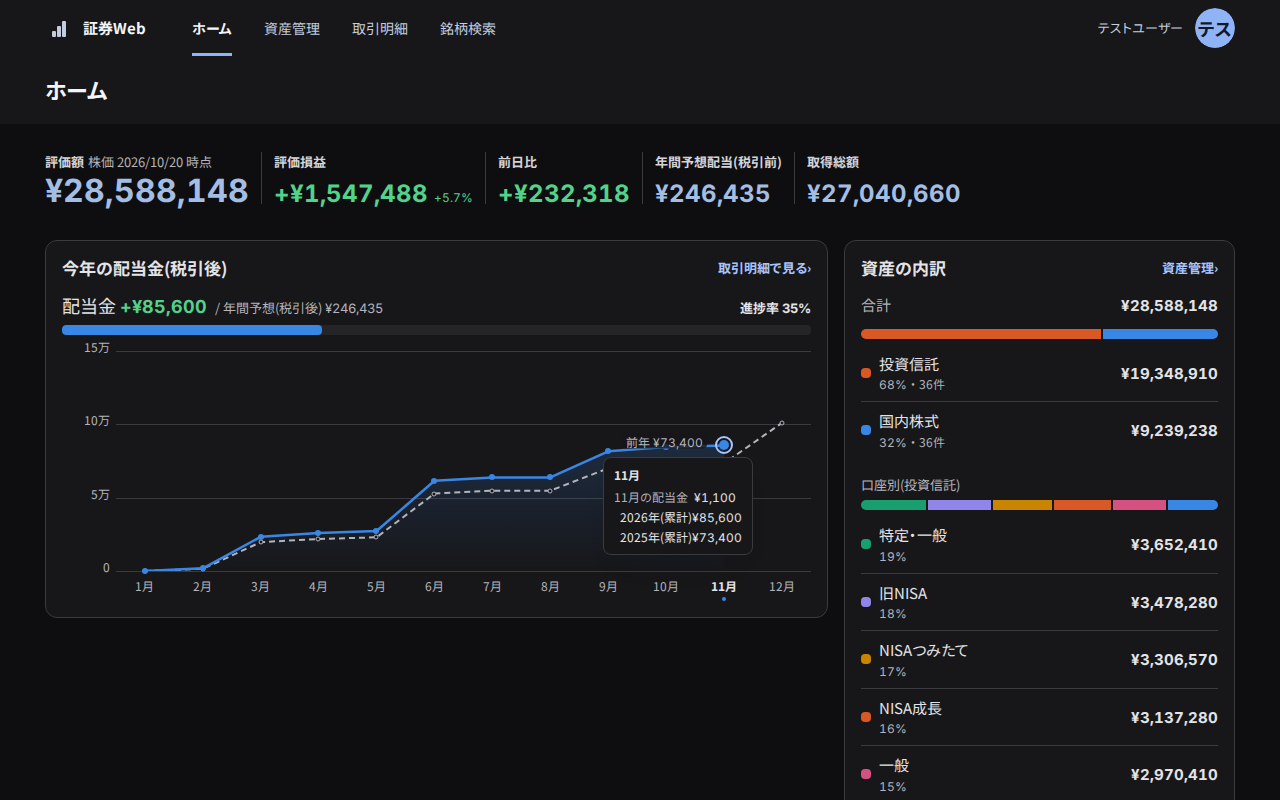 証券Web ホーム 資産管理 取引明細 銘柄検索 テストユーザー テス
ホーム
評価額 株価 2026/10/20 時点
¥28,588,148
評価損益
+¥1,547,488 +5.7%
前日比
+¥232,318
年間予想配当(税引前)
¥246,435
取得総額
¥27,040,660
今年の配当金(税引後) 取引明細で見る›
配当金 +¥85,600 / 年間予想(税引後) ¥246,435 進捗率 35%
15万
10万
5万
0
前年 ¥73,400
11月
11月の配当金 ¥1,100
2026年(累計)¥85,600
2025年(累計)¥73,400
1月 2月 3月 4月 5月 6月 7月 8月 9月 10月 11月 12月
資産の内訳 資産管理›
合計 ¥28,588,148
投資信託 ¥19,348,910
68%・36件
国内株式 ¥9,239,238
32%・36件
口座別(投資信託)
特定・一般 ¥3,652,410
19%
旧NISA ¥3,478,280
18%
NISAつみたて ¥3,306,570
17%
NISA成長 ¥3,137,280
16%
一般 ¥2,970,410
15%